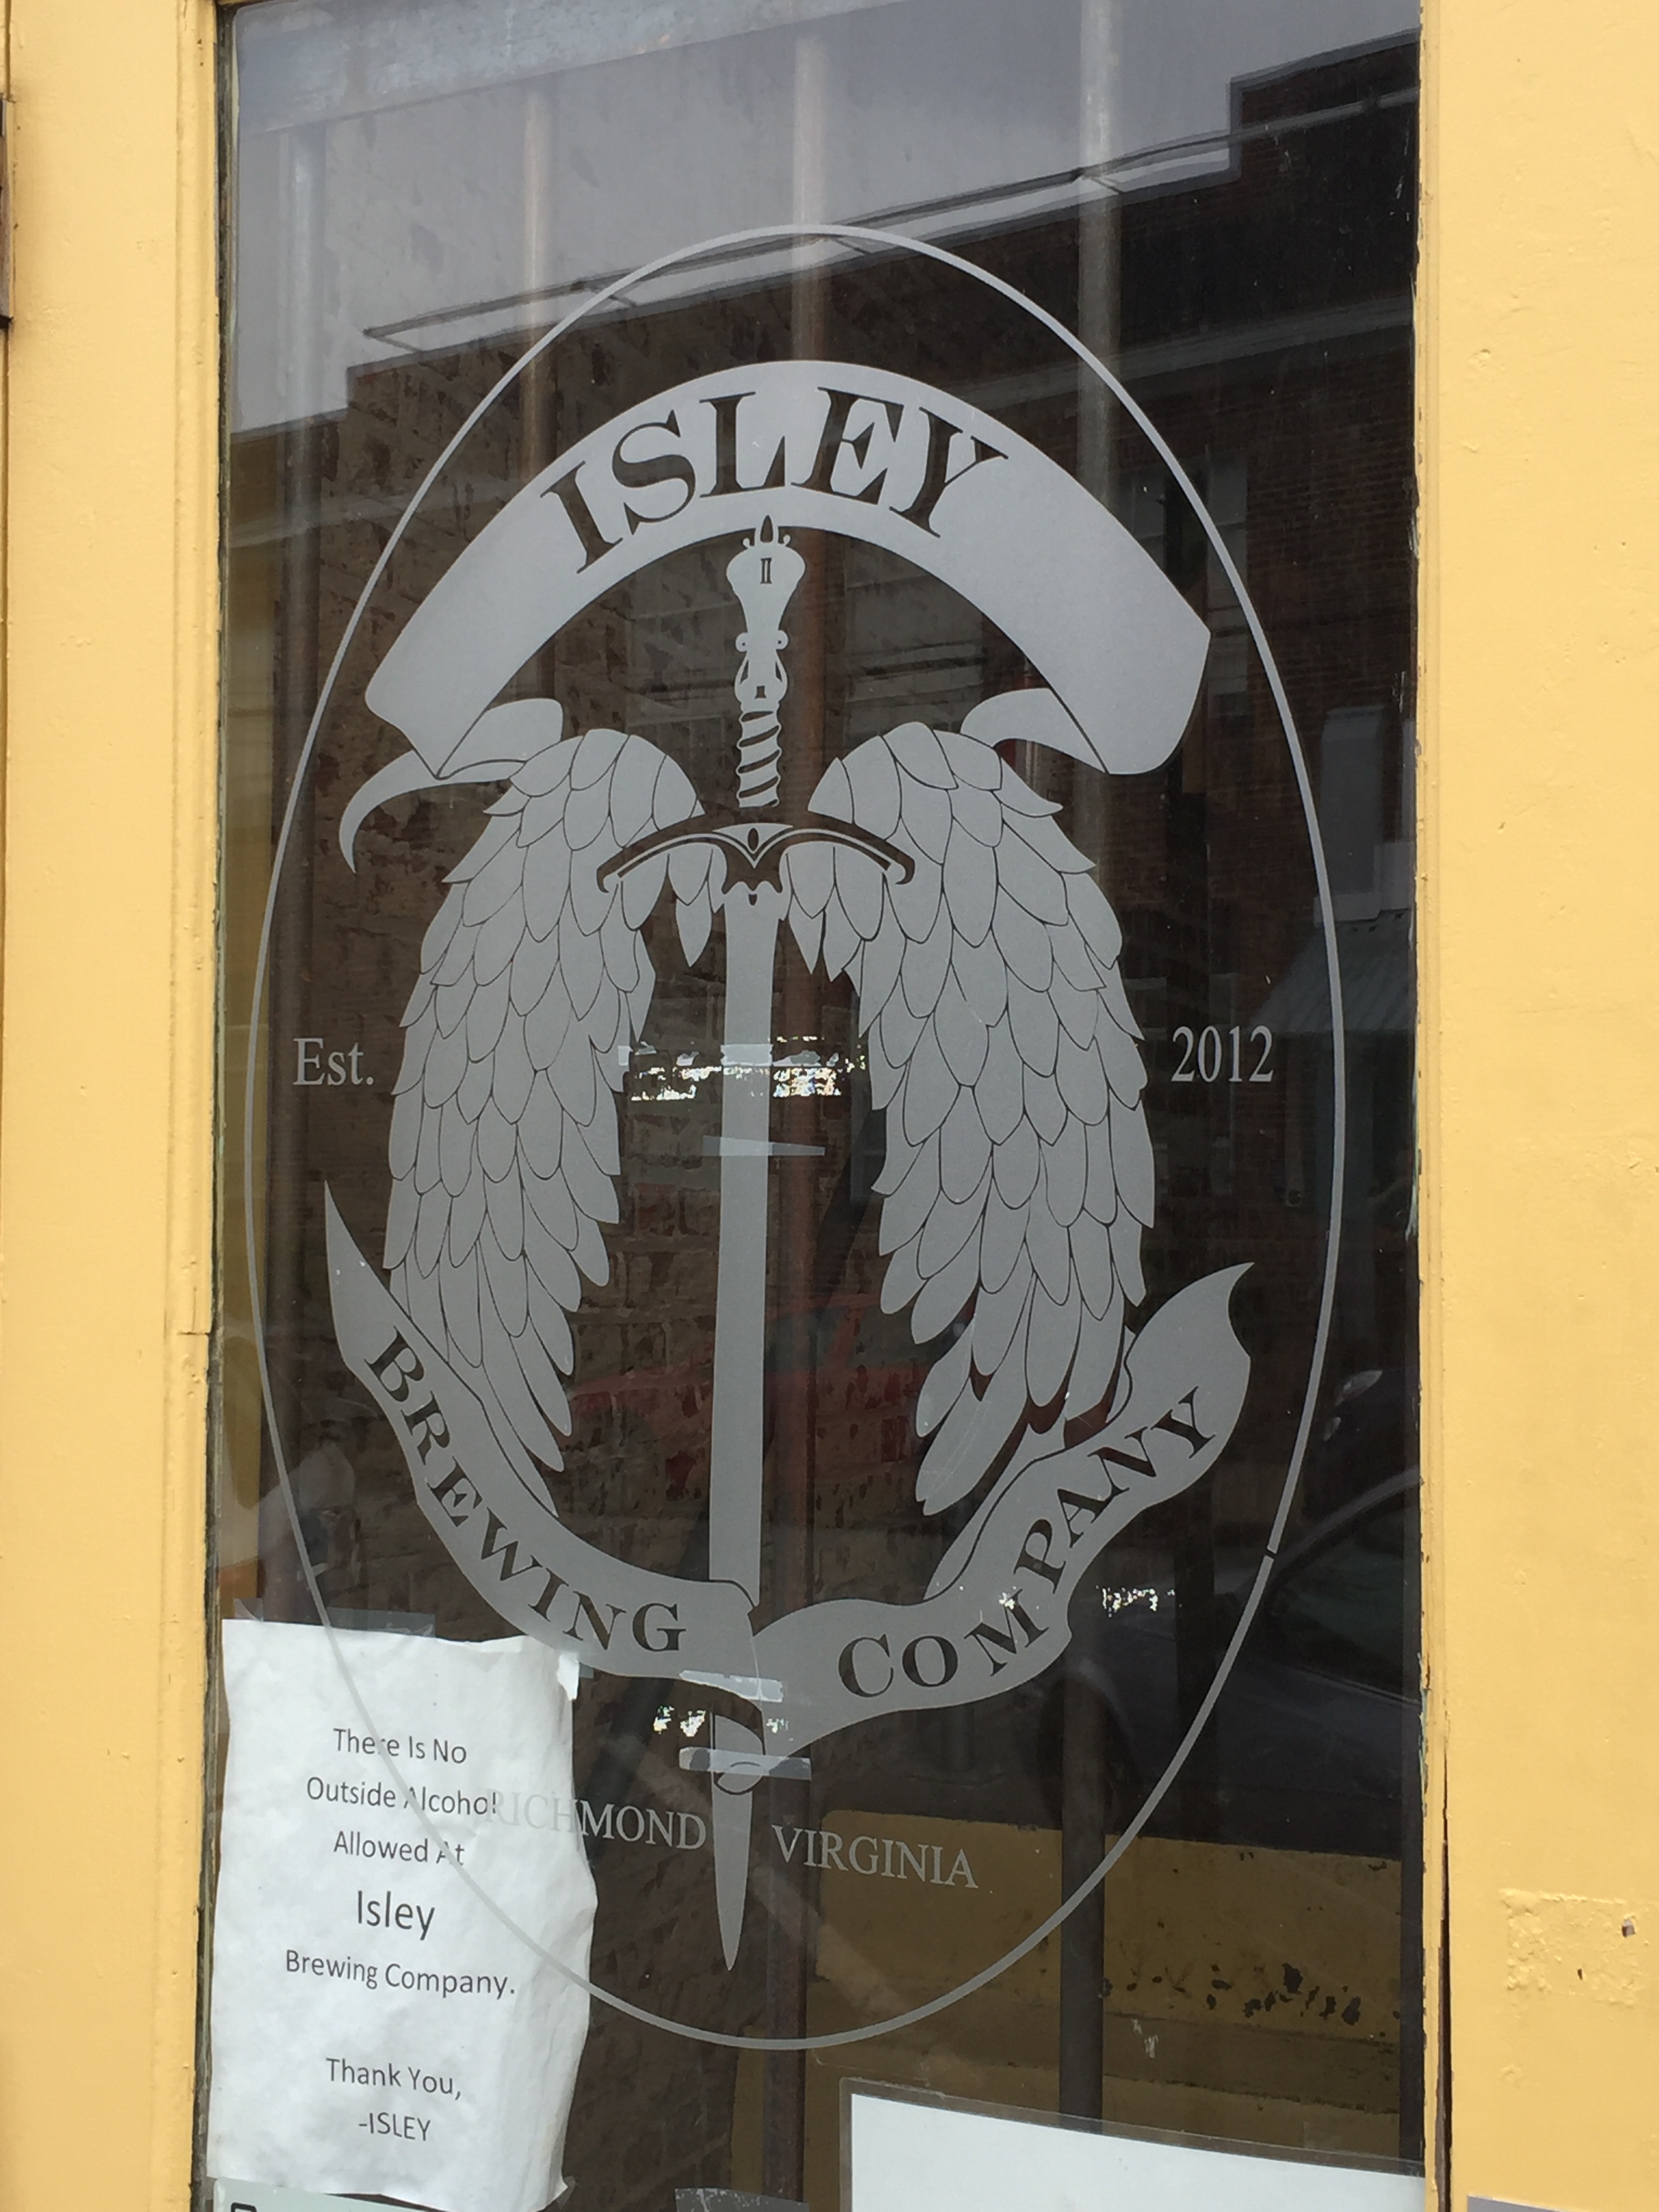 ISLEY
II
Est. 2012
BREWING COMPANY
RICHMOND VIRGINIA
There Is No
Outside Alcohol
Allowed At
Isley
Brewing Company.
Thank You,
-ISLEY